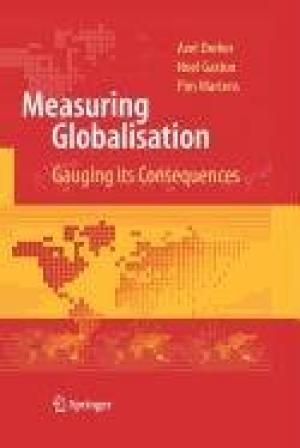 Axel Dreher
Noel Gaston
Pim Martens
Measuring
Globalisation
Gauging its Consequences
Springer